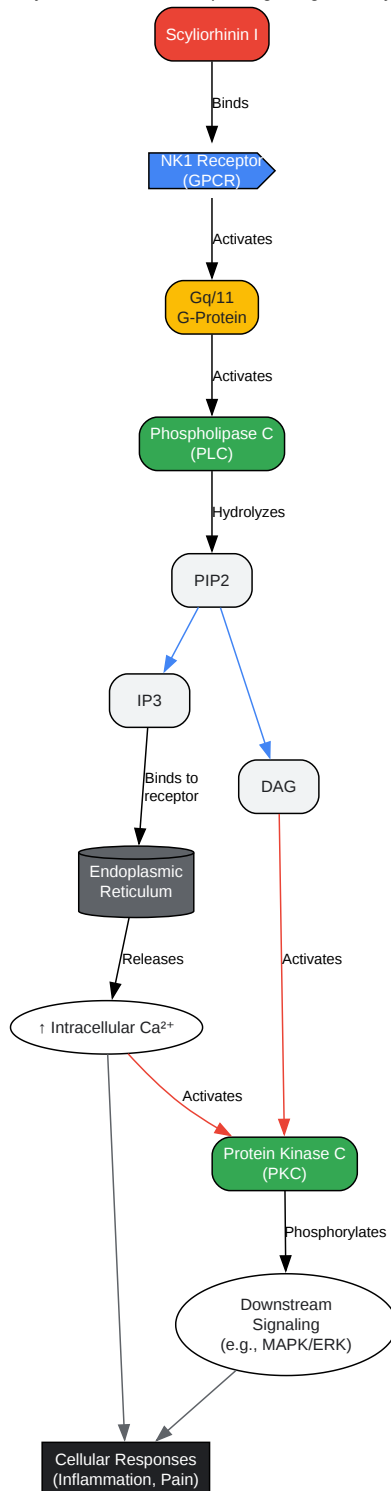 Scyliorhinin I
Binds
NK1 Receptor
(GPCR)
Activates
Gq/11
G-Protein
Activates
Phospholipase C
(PLC)
Hydrolyzes
PIP2
IP3
Binds to
receptor
DAG
Endoplasmic
Reticulum
Releases
Activates
↑ Intracellular Ca²⁺
Activates
Protein Kinase C
(PKC)
Phosphorylates
Downstream
Signaling
(e.g., MAPK/ERK)
Cellular Responses
(Inflammation, Pain)